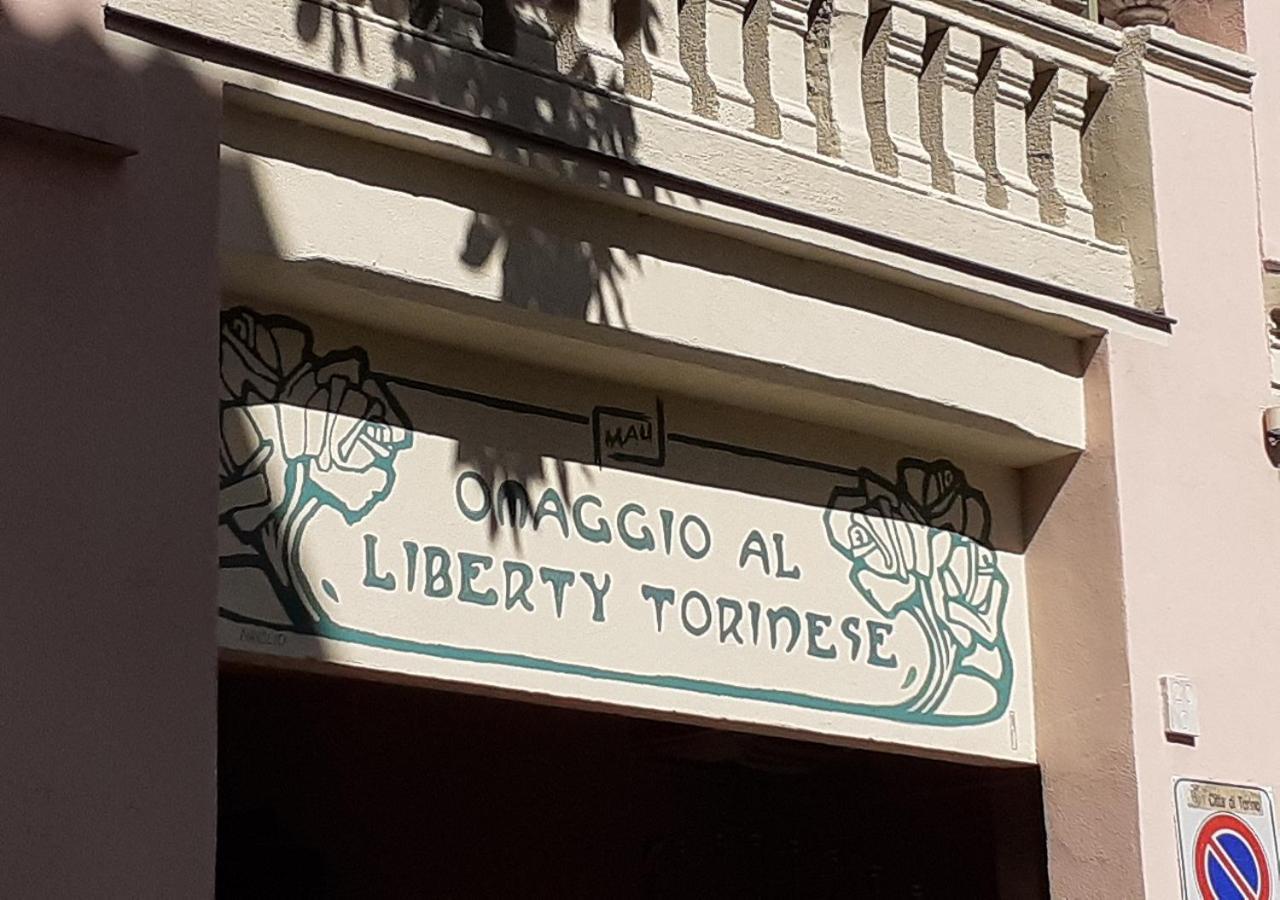 MAU
OMAGGIO AL
LIBERTY TORINESE
Città di Torino